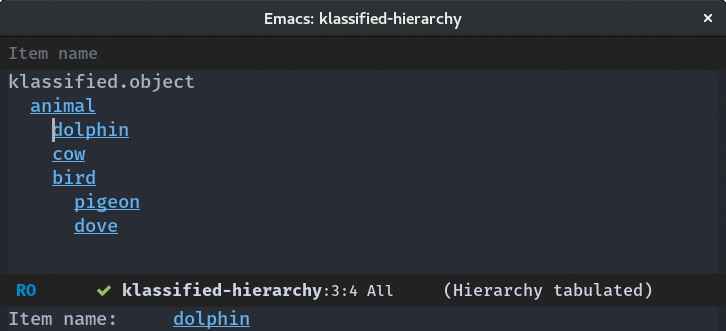 Emacs: klassified-hierarchy ×
Item name
klassified.object
animal
dolphin
cow
bird
pigeon
dove
RO ✔ klassified-hierarchy:3:4 All (Hierarchy tabulated)
Item name: dolphin